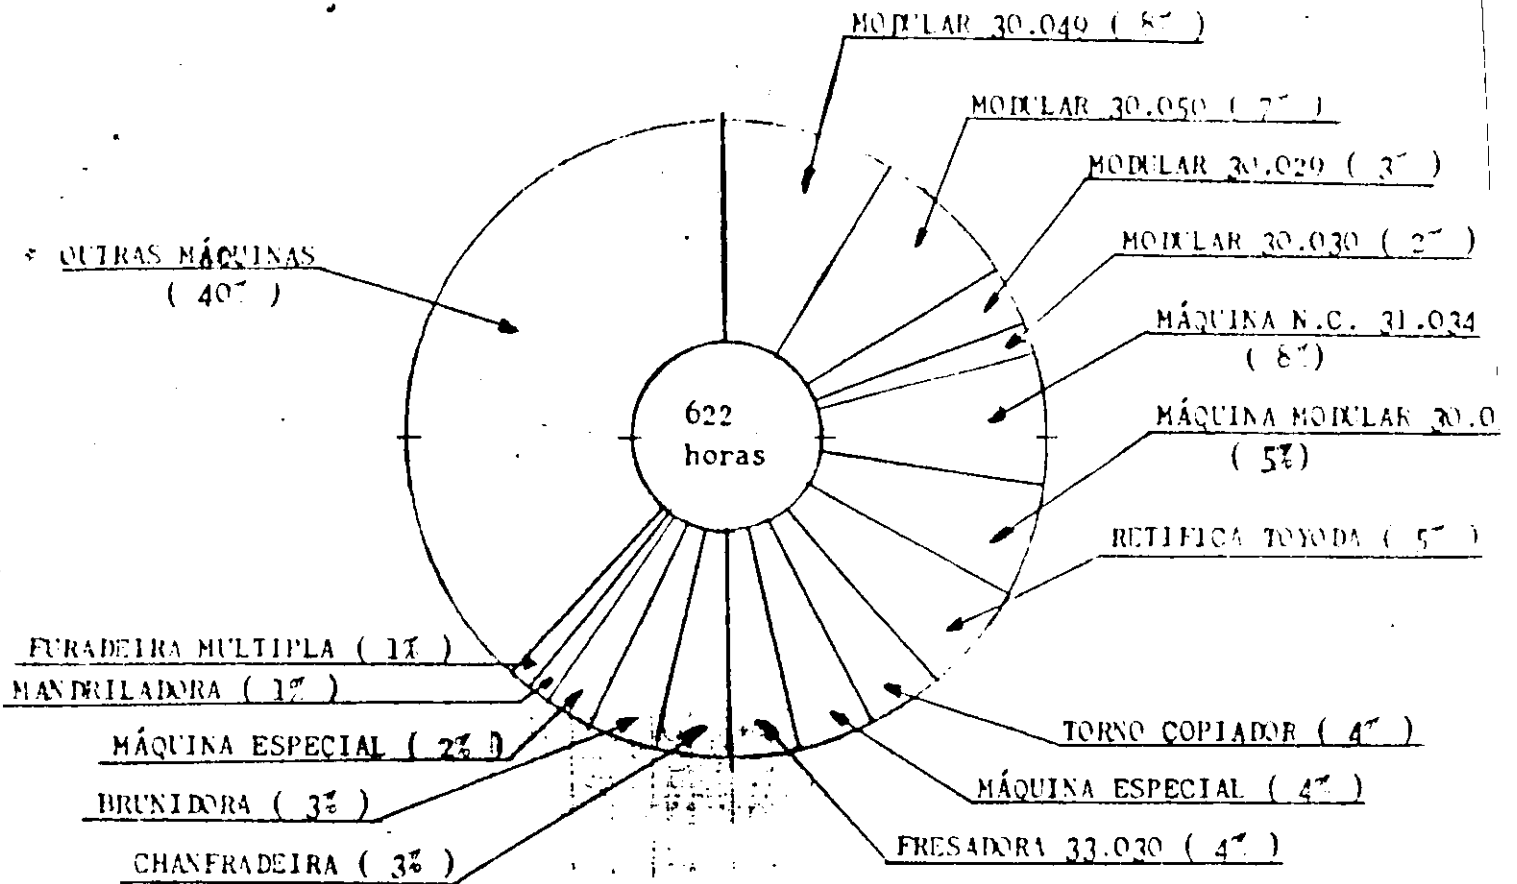 MODULAR 30.049 ( 8% )
MODULAR 30.050 ( 7% )
MODULAR 30.029 ( 3% )
MODULAR 30.030 ( 2% )
* OUTRAS MÁQUINAS
( 40% )
MÁQUINA N.C. 31.034
( 8% )
MÁQUINA MODULAR 30.0
( 5% )
622
horas
RETIFICA TOYODA ( 5% )
FURADEIRA MULTIPLA ( 1% )
MANDRILADORA ( 1% )
MÁQUINA ESPECIAL ( 2% )
BRUNIDORA ( 3% )
CHANFRADEIRA ( 3% )
TORNO COPIADOR ( 4% )
MÁQUINA ESPECIAL ( 4% )
FRESADORA 33.030 ( 4% )